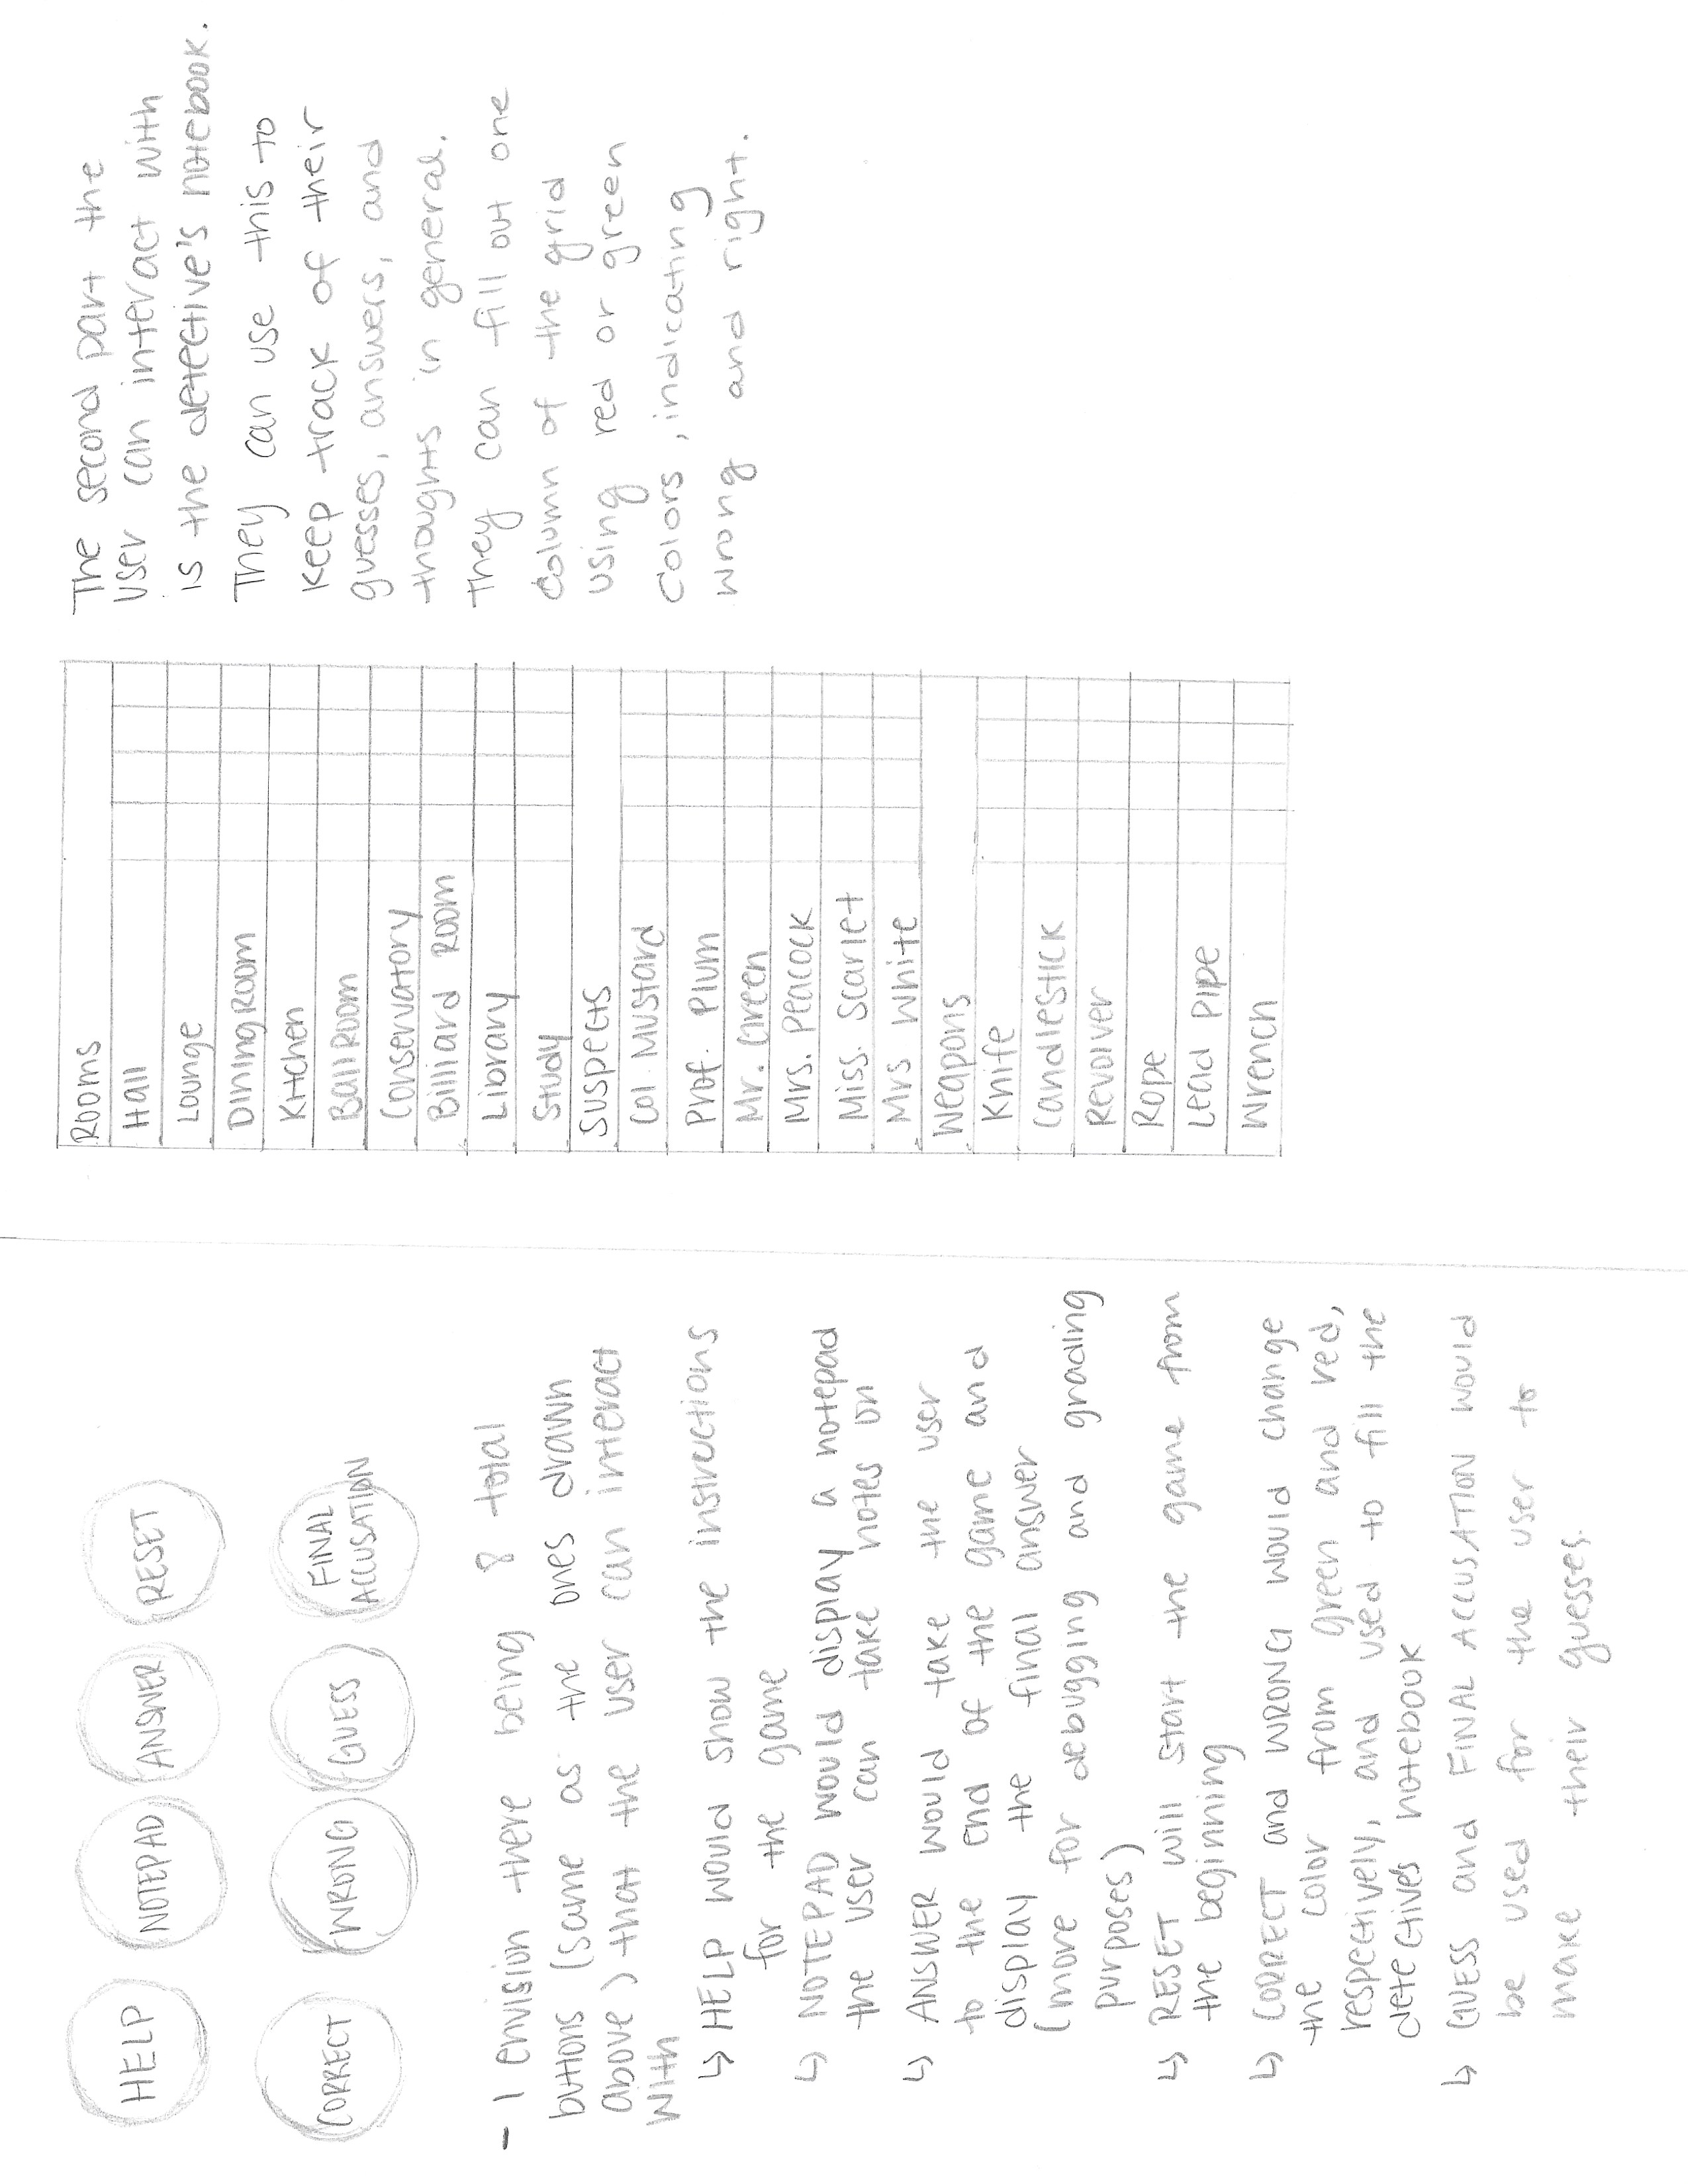 HELP
NOTEPAD
ANSWER
RESET
CORRECT
WRONG
GUESS
FINAL
ACCUSATION
- I envision there being 8 total
buttons (same as the ones drawn
above) that the user can interact
with
↳ HELP would show the instructions
for the game
↳ NOTEPAD would display a notepad
the user can take notes on
↳ ANSWER would take the user
to the end of the game and
display the final answer
(more for debugging and grading
purposes)
↳ RESET will start the game from
the beginning
↳ CORRECT and WRONG would change
the color from green and red,
respectively, and used to fill the
detectives notebook
↳ GUESS and FINAL ACCUSATION would
be used for the user to
make their guesses.
Rooms
Hall
Lounge
Dining Room
Kitchen
Ball Room
Conservatory
Billiard Room
Library
Study
Suspects
Col. Mustard
Prof. Plum
Mr. Green
Mrs. Peacock
Miss. Scarlet
Mrs White
Weapons
Knife
Candlestick
Revolver
Rope
Lead Pipe
Wrench
The second part the
user can interact with
is the detective's notebook.
They can use this to
keep track of their
guesses, answers, and
thoughts in general.
They can fill out one
column of the grid
using red or green
colors, indicating
wrong and right.